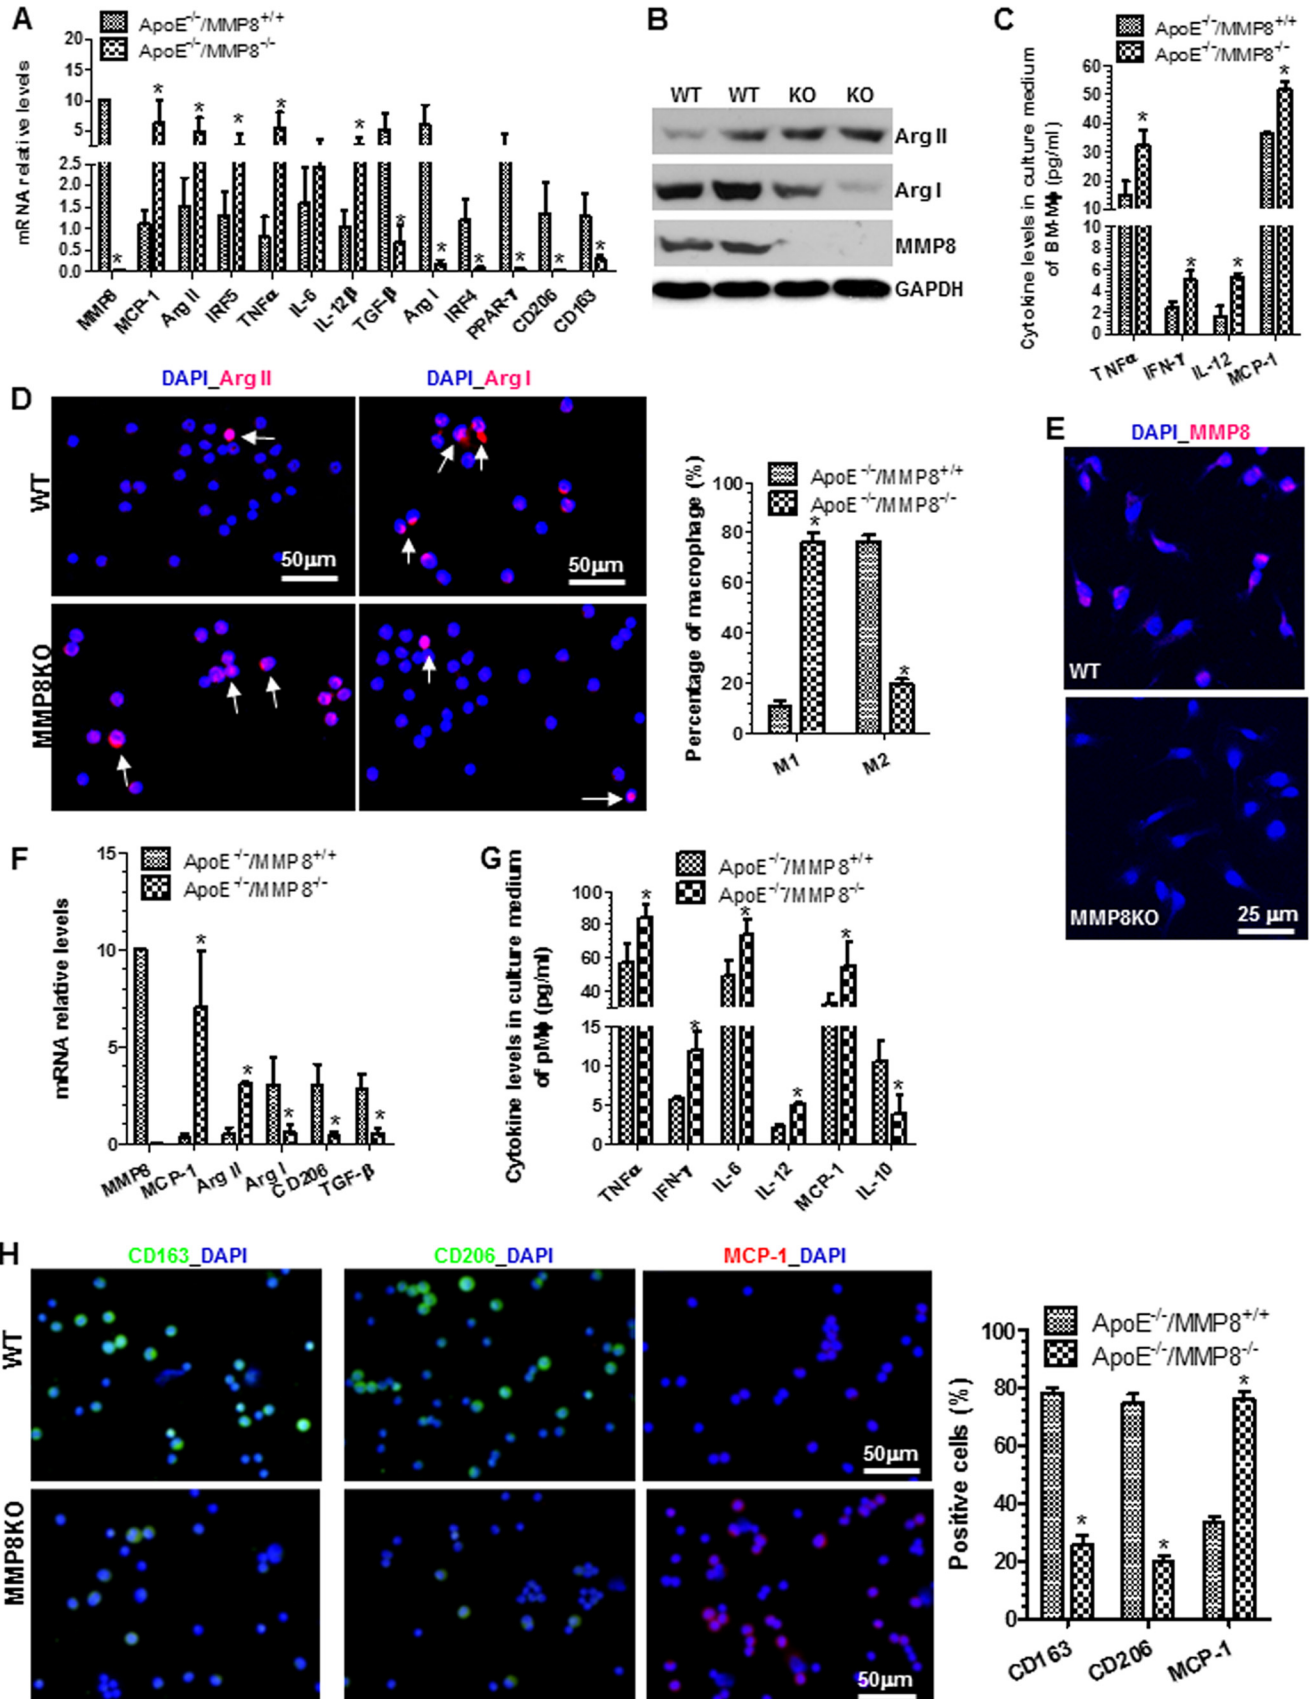 A
ApoE-/-/MMP8+/+
ApoE-/-/MMP8-/-
mRNA relative levels
20
15
10
5
2.5
2.0
1.5
1.0
0.5
0.0
*
*
*
*
*
*
*
*
*
*
*
*
MMP8
MCP-1
Arg II
IRF5
TNFα
IL-6
IL-12β
TGF-β
Arg I
IRF4
PPAR-γ
CD206
CD163
B
WT WT KO KO
Arg II
Arg I
MMP8
GAPDH
C
ApoE-/-/MMP8+/+
ApoE-/-/MMP8-/-
Cytokine levels in culture medium
of BM-Mϕ (pg/ml)
60
50
40
30
20
10
10
8
6
4
2
0
*
*
*
*
TNFα
IFN-γ
IL-12
MCP-1
D
DAPI_Arg II
DAPI_Arg I
WT
50µm
50µm
MMP8KO
Percentage of macrophage (%)
ApoE-/-/MMP8+/+
ApoE-/-/MMP8-/-
100
80
60
40
20
0
*
*
M1
M2
E
DAPI_MMP8
WT
MMP8KO
25 µm
F
ApoE-/-/MMP8+/+
ApoE-/-/MMP8-/-
mRNA relative levels
15
10
5
0
*
*
*
*
*
MMP8
MCP-1
Arg II
Arg I
CD206
TGF-β
G
ApoE-/-/MMP8+/+
ApoE-/-/MMP8-/-
Cytokine levels in culture medium
of pMϕ (pg/ml)
100
80
60
40
15
10
5
0
*
*
*
*
*
*
TNFα
IFN-γ
IL-6
IL-12
MCP-1
IL-10
H
CD163_DAPI
CD206_DAPI
MCP-1_DAPI
WT
50µm
MMP8KO
50µm
ApoE-/-/MMP8+/+
ApoE-/-/MMP8-/-
Positive cells (%)
100
80
60
40
20
0
*
*
*
CD163
CD206
MCP-1